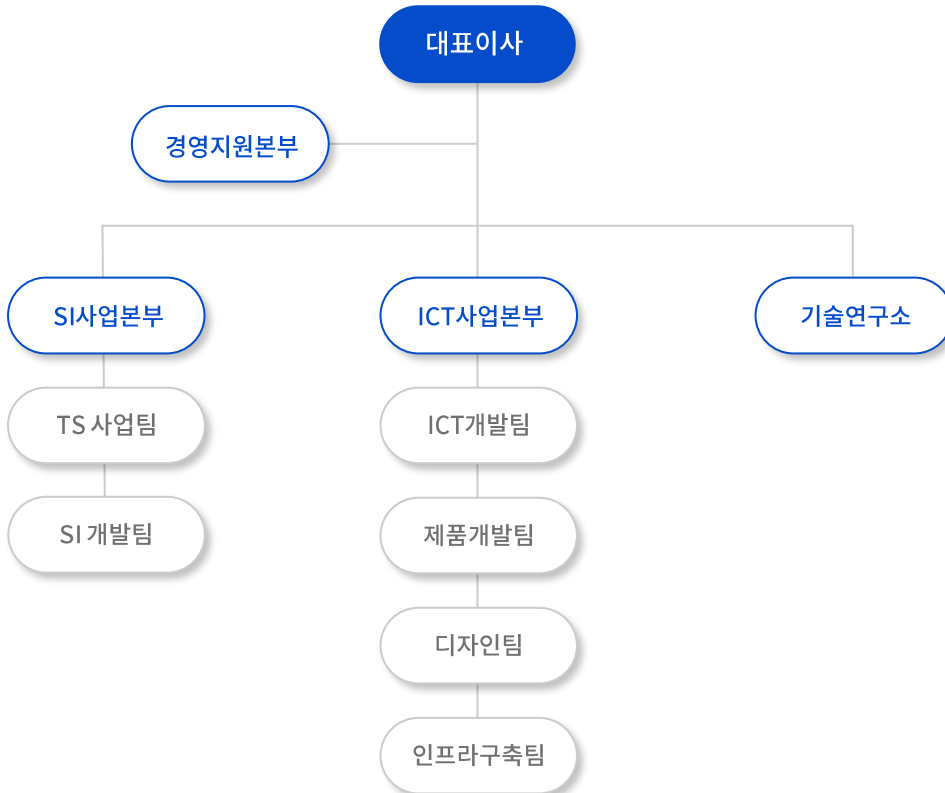 대표이사
경영지원본부
SI사업본부
ICT사업본부
기술연구소
TS 사업팀
ICT개발팀
SI 개발팀
제품개발팀
디자인팀
인프라구축팀